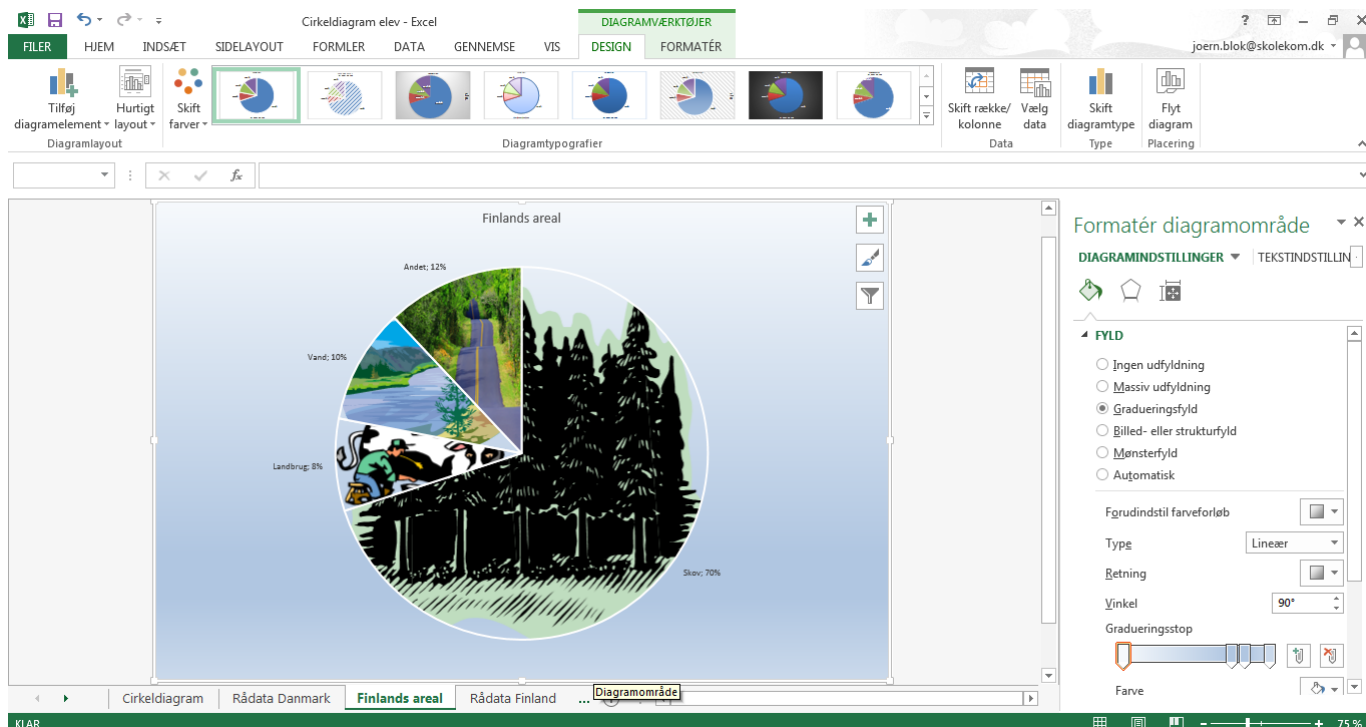 Cirkeldiagram elev - Excel
DIAGRAMVÆRKTØJER
?
FILER HJEM INDSÆT SIDELAYOUT FORMLER DATA GENNEMSE VIS DESIGN FORMATÉR
joern.blok@skolekom.dk
Tilføj diagramelement
Hurtigt layout
Skift farver
Skift række/ kolonne
Vælg data
Skift diagramtype
Flyt diagram
Diagramlayout
Diagramtypografier
Data
Type
Placering
fx
Finlands areal
Andet; 12%
Vand; 10%
Landbrug; 8%
Skov; 70%
Formatér diagramområde
DIAGRAMINDSTILLINGER
TEKSTINDSTILLIN
FYLD
Ingen udfyldning
Massiv udfyldning
Gradueringsfyld
Billed- eller strukturfyld
Mønsterfyld
Automatisk
Forudindstil farveforløb
Type Lineær
Retning
Vinkel 90°
Gradueringsstop
Farve
Cirkeldiagram Rådata Danmark Finlands areal Rådata Finland ...
Diagramområde
KLAR
75 %